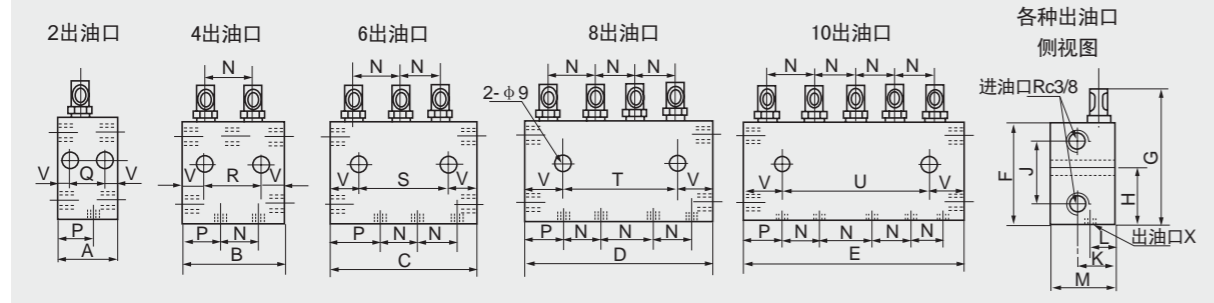 2出油口
4出油口
6出油口
8出油口
10出油口
各种出油口
侧视图
N
N N
N N N
N N N N
2-ф9
进油口Rc3/8
V Q V
V R V
V S V
V T V
V U V
F
J
H
G
P
A
P N
B
P N N
C
P N N N
D
P N N N N
E
L
K
M
出油口X